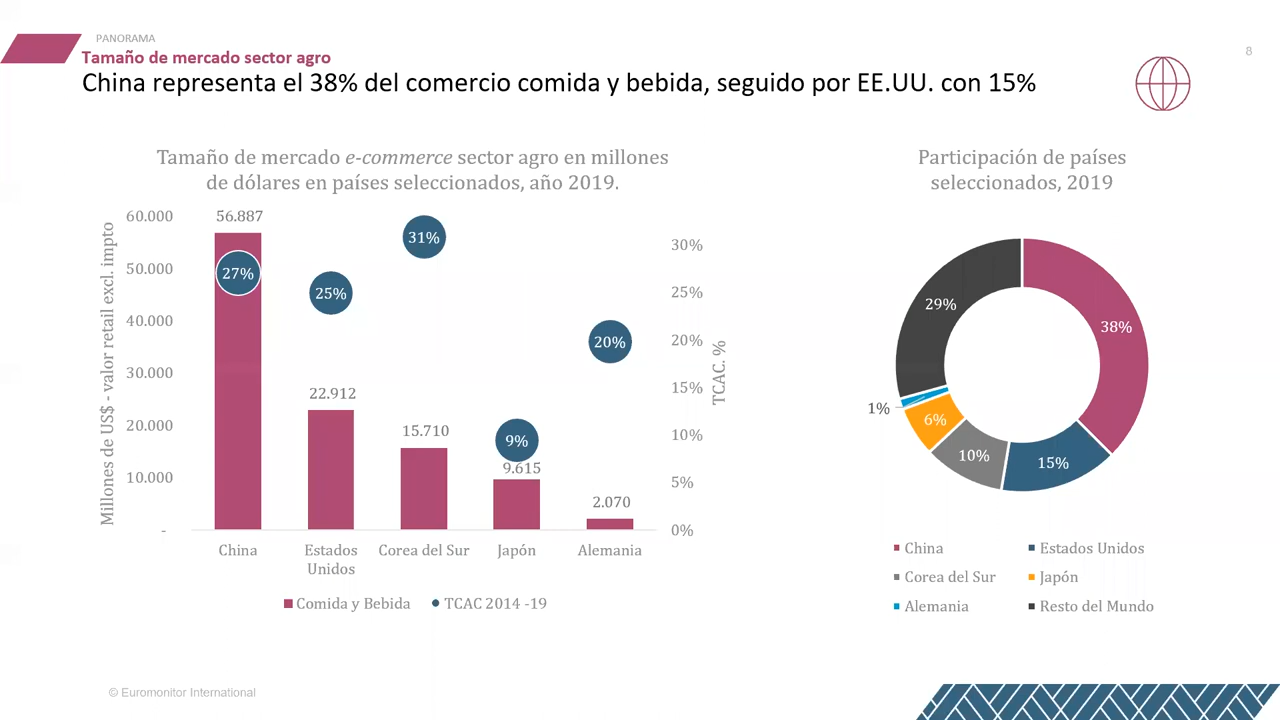 PANORAMA
Tamaño de mercado sector agro
China representa el 38% del comercio comida y bebida, seguido por EE.UU. con 15%
8
Tamaño de mercado e-commerce sector agro en millones
de dólares en países seleccionados, año 2019.
Millones de US$ - valor retail excl. impto
60.000
50.000
40.000
30.000
20.000
10.000
-
56.887
22.912
15.710
9.615
2.070
27%
25%
31%
9%
20%
30%
25%
20%
15%
10%
5%
0%
TCAC. %
China
Estados
Unidos
Corea del Sur
Japón
Alemania
Comida y Bebida
TCAC 2014 -19
Participación de países
seleccionados, 2019
38%
15%
10%
6%
1%
29%
China
Estados Unidos
Corea del Sur
Japón
Alemania
Resto del Mundo
© Euromonitor International